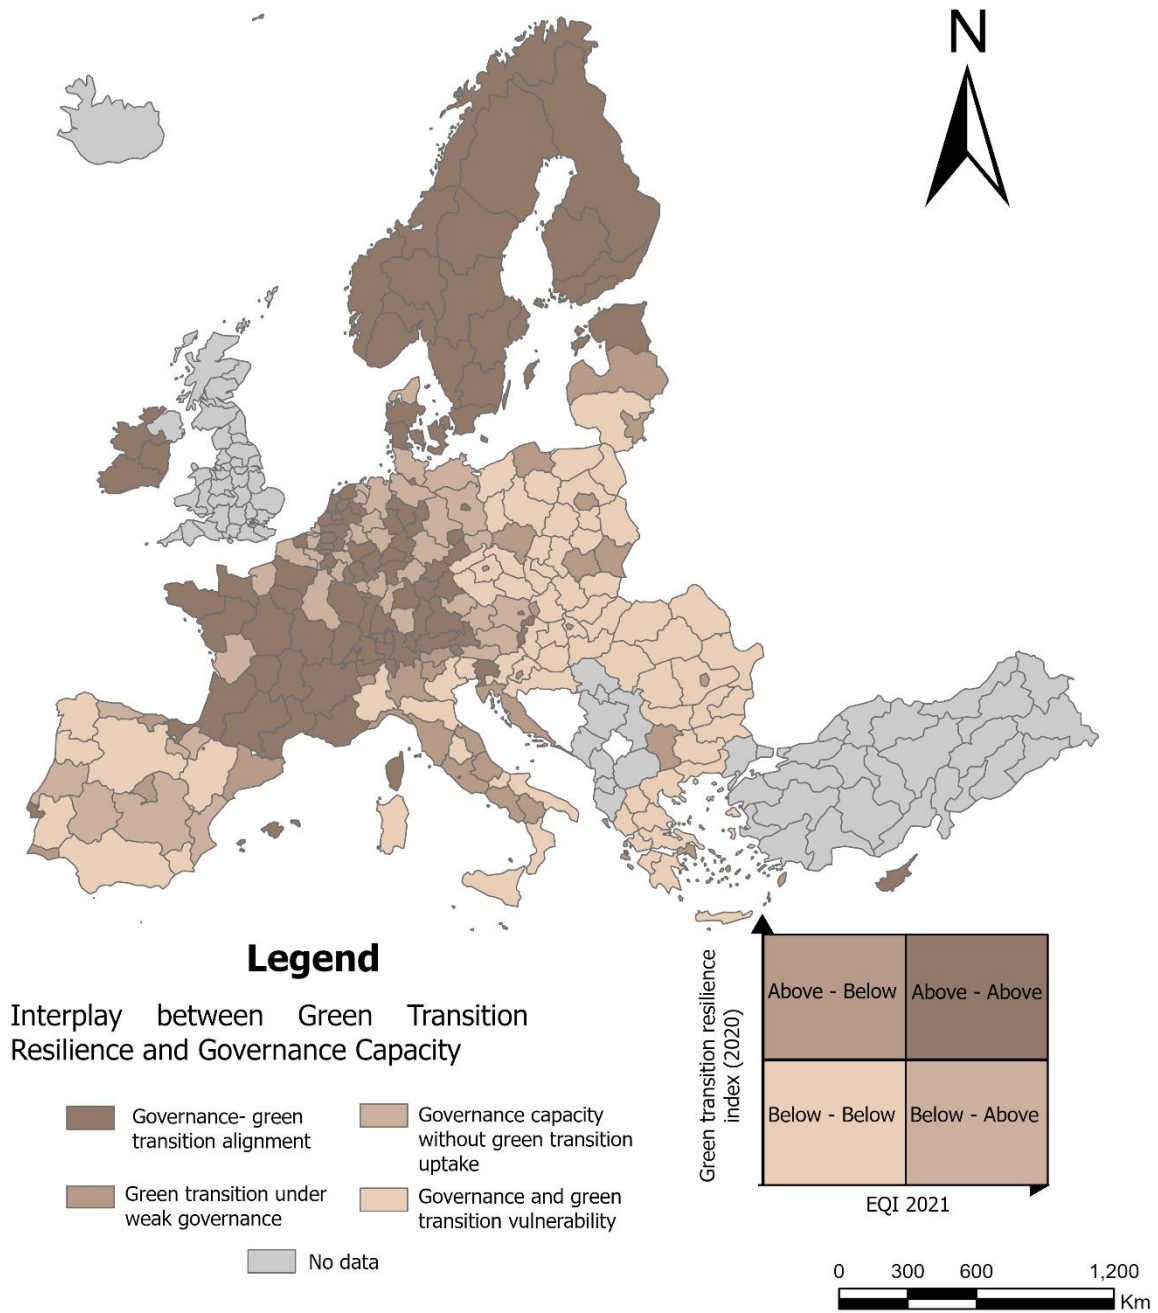 N
Legend
Interplay between Green Transition
Resilience and Governance Capacity
Governance- green
transition alignment
Governance capacity
without green transition
uptake
Green transition under
weak governance
Governance and green
transition vulnerability
No data
Green transition resilience
index (2020)
Above - Below
Above - Above
Below - Below
Below - Above
EQI 2021
0 300 600 1,200
Km